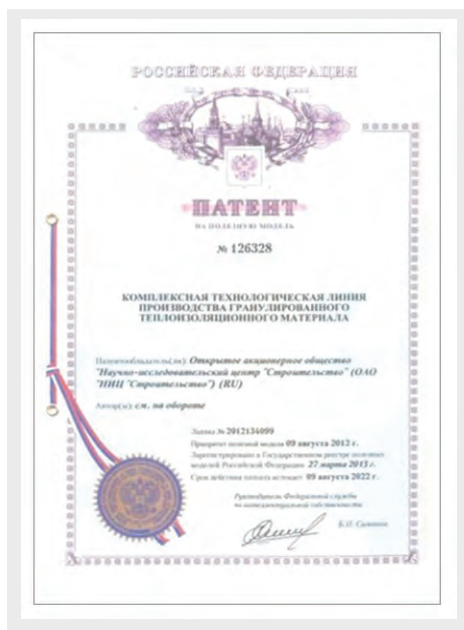 РОССИЙСКАЯ ФЕДЕРАЦИЯ
ПАТЕНТ
НА ПОЛЕЗНУЮ МОДЕЛЬ
№ 126328
КОМПЛЕКСНАЯ ТЕХНОЛОГИЧЕСКАЯ ЛИНИЯ
ПРОИЗВОДСТВА ГРАНУЛИРОВАННОГО
ТЕПЛОИЗОЛЯЦИОННОГО МАТЕРИАЛА
Патентообладатель(ли): Открытое акционерное общество
"Научно-исследовательский центр "Строительство" (ОАО
"НИЦ "Строительство") (RU)
Автор(ы): см. на обороте
Заявка № 2012134099
Приоритет полезной модели 09 августа 2012 г.
Зарегистрировано в Государственном реестре полезных
моделей Российской Федерации 27 марта 2013 г.
Срок действия патента истекает 09 августа 2022 г.
Руководитель Федеральной службы
по интеллектуальной собственности
Б.П. Симонов